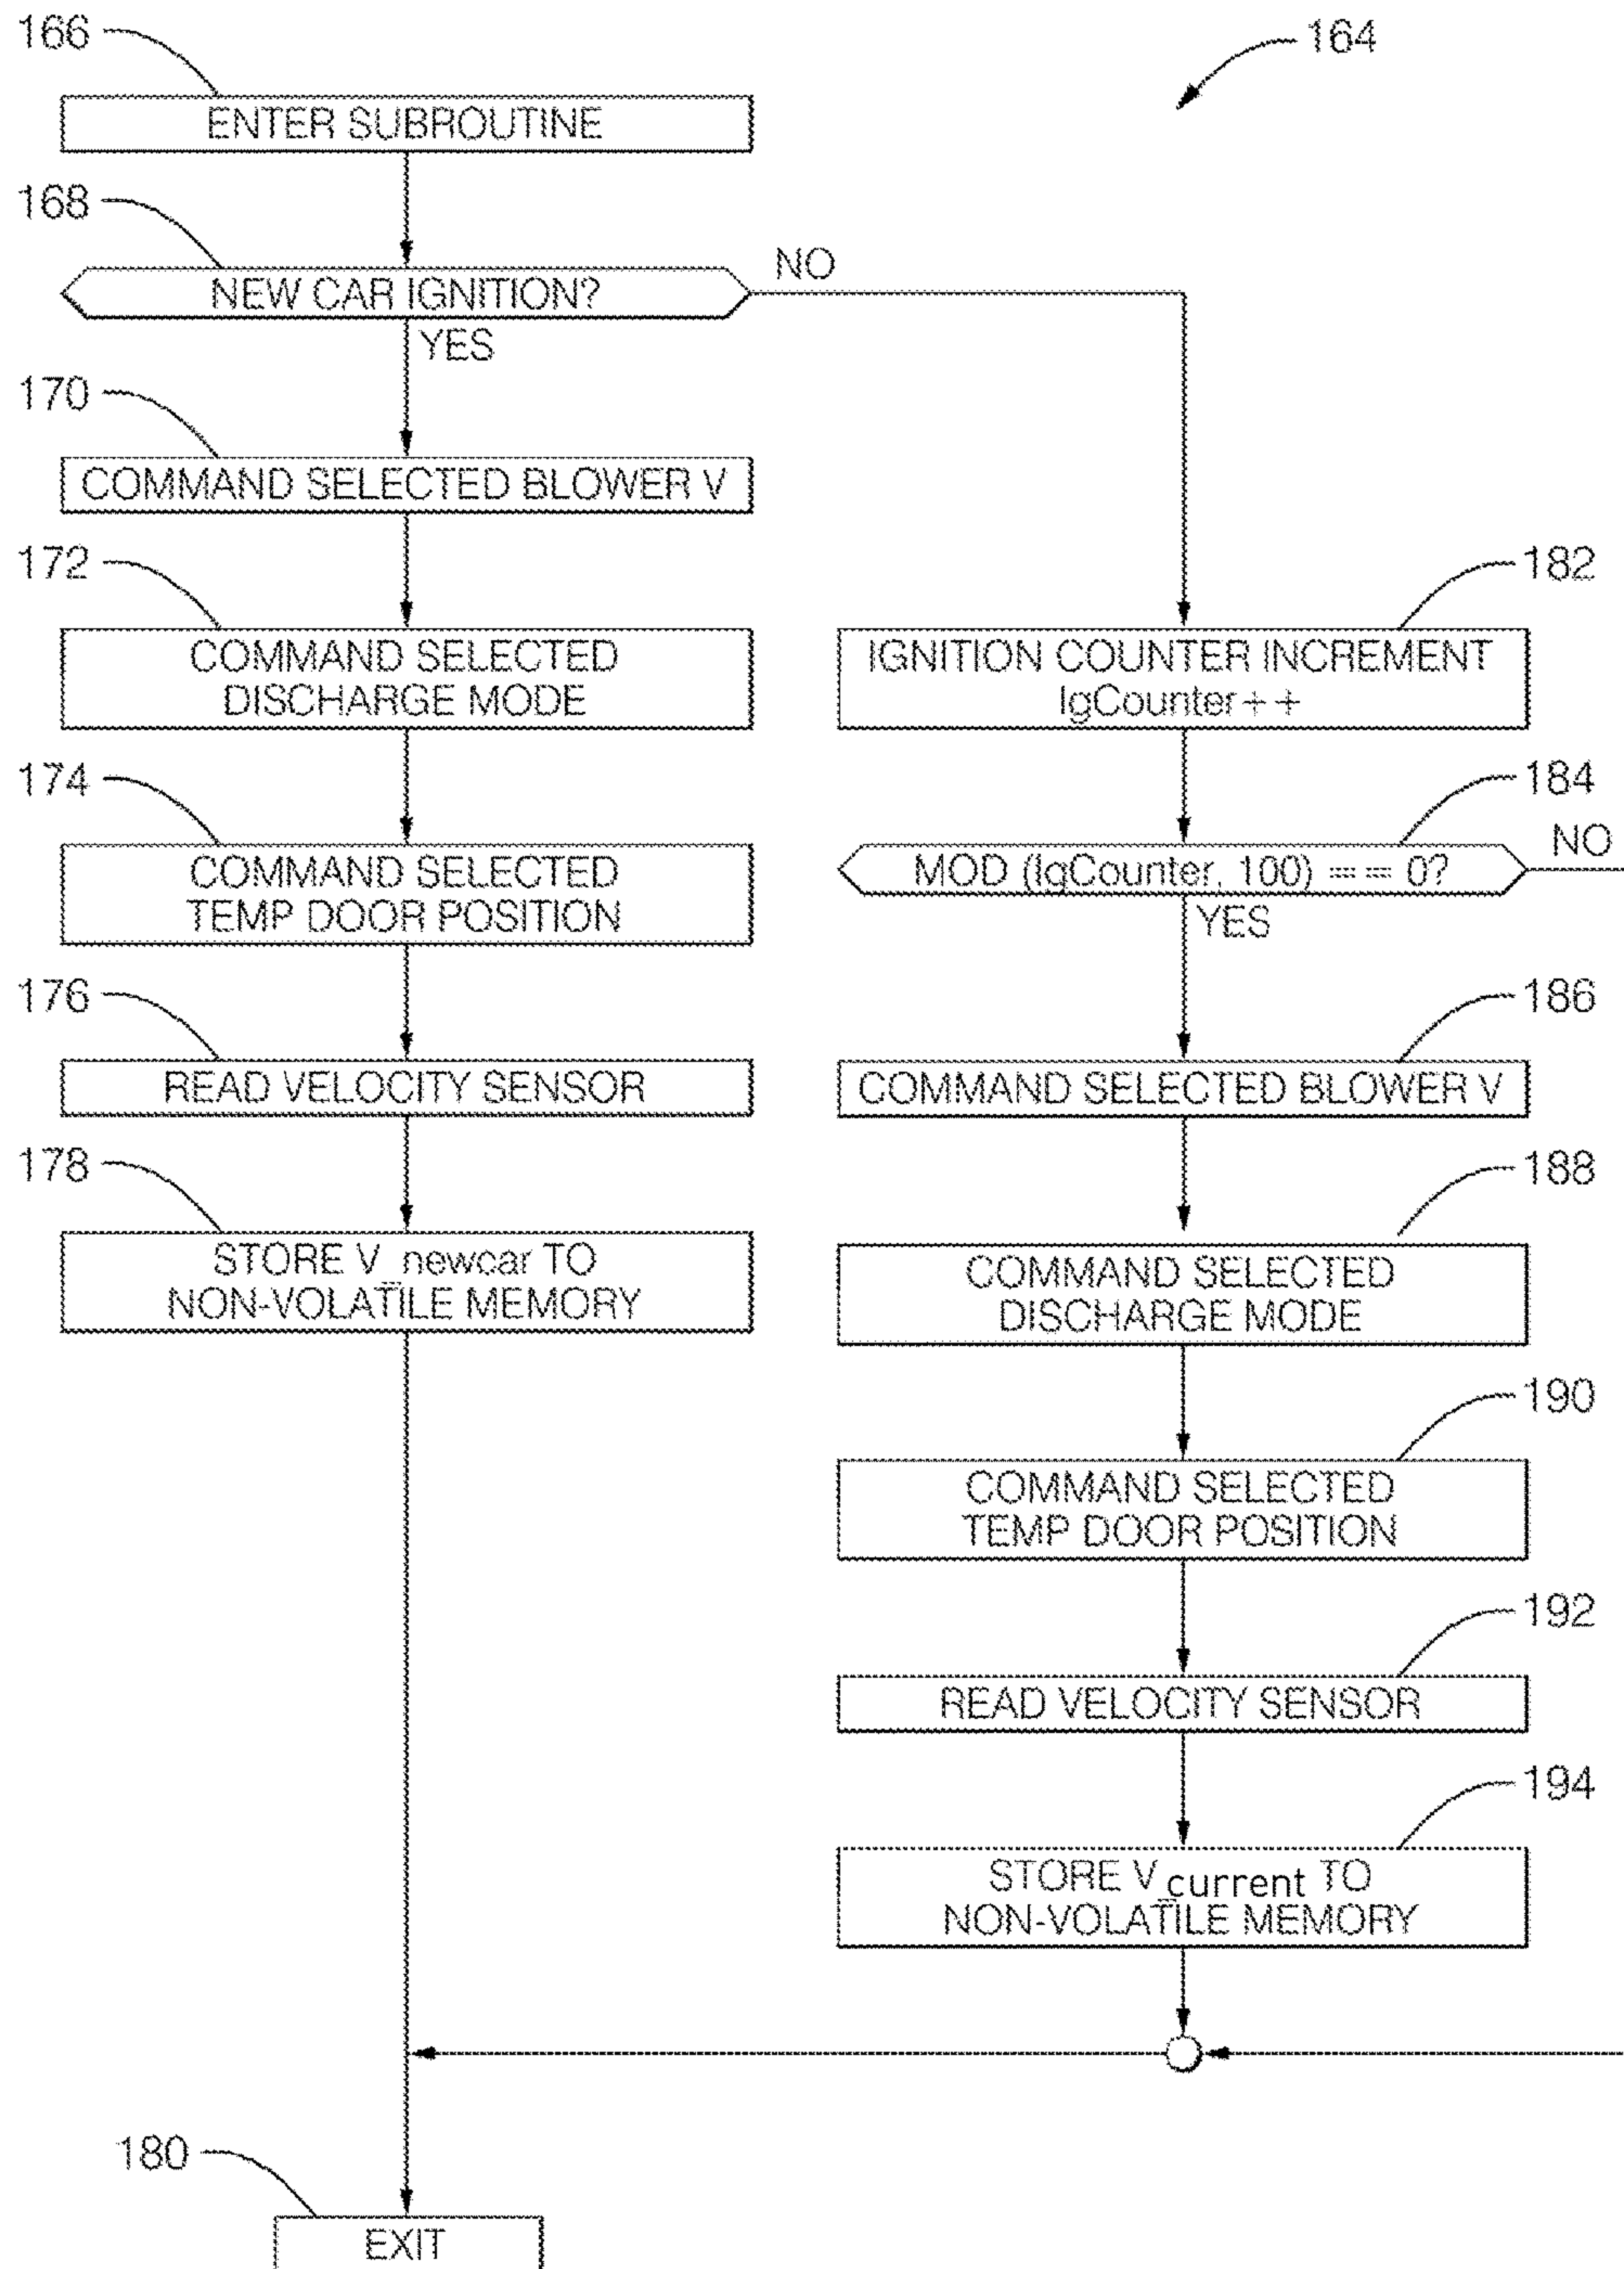 166
164
ENTER SUBROUTINE
168
NEW CAR IGNITION?
NO
YES
170
COMMAND SELECTED BLOWER V
172
COMMAND SELECTED
DISCHARGE MODE
174
COMMAND SELECTED
TEMP DOOR POSITION
176
READ VELOCITY SENSOR
178
STORE V_newcar TO
NON-VOLATILE MEMORY
182
IGNITION COUNTER INCREMENT
IgCounter++
184
MOD (IgCounter, 100) == == 0?
NO
YES
186
COMMAND SELECTED BLOWER V
188
COMMAND SELECTED
DISCHARGE MODE
190
COMMAND SELECTED
TEMP DOOR POSITION
192
READ VELOCITY SENSOR
194
STORE V_current TO
NON-VOLATILE MEMORY
180
EXIT